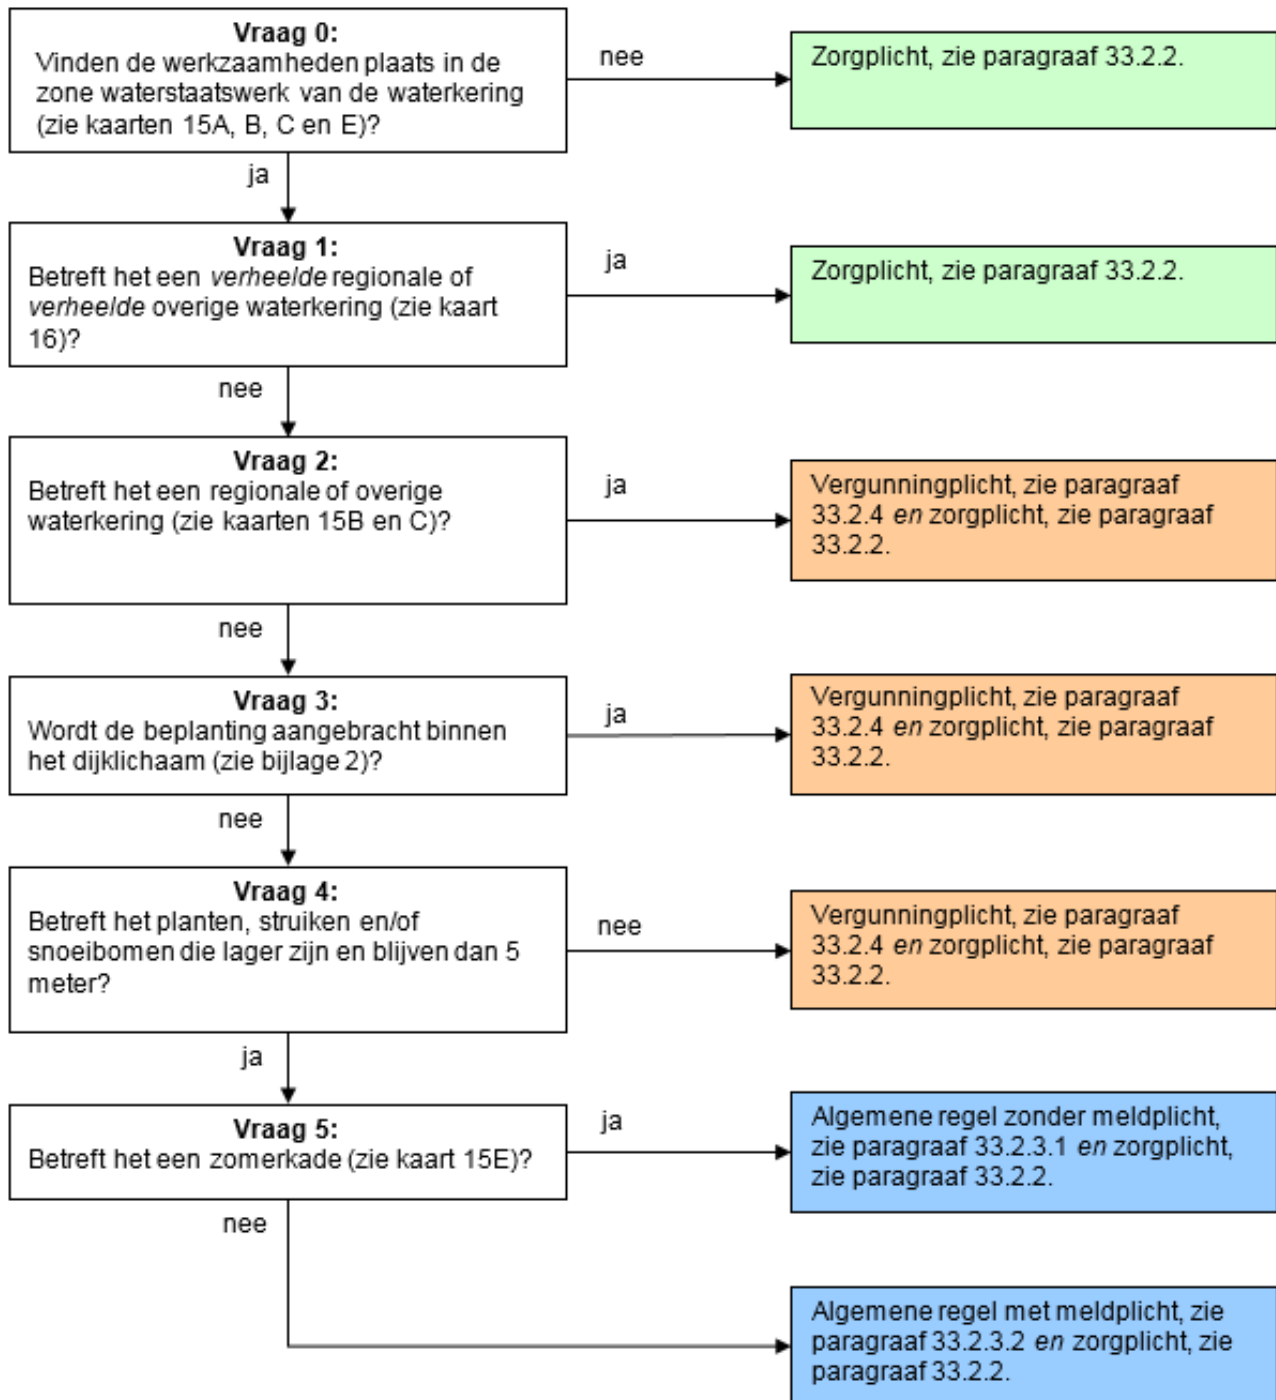 Vraag 0:
Vinden de werkzaamheden plaats in de
zone waterstaatswerk van de waterkering
(zie kaarten 15A, B, C en E)?
nee
Zorgplicht, zie paragraaf 33.2.2.
ja
Vraag 1:
Betreft het een verheelde regionale of
verheelde overige waterkering (zie kaart
16)?
ja
Zorgplicht, zie paragraaf 33.2.2.
nee
Vraag 2:
Betreft het een regionale of overige
waterkering (zie kaarten 15B en C)?
ja
Vergunningplicht, zie paragraaf
33.2.4 en zorgplicht, zie paragraaf
33.2.2.
nee
Vraag 3:
Wordt de beplanting aangebracht binnen
het dijklichaam (zie bijlage 2)?
ja
Vergunningplicht, zie paragraaf
33.2.4 en zorgplicht, zie paragraaf
33.2.2.
nee
Vraag 4:
Betreft het planten, struiken en/of
snoeibomen die lager zijn en blijven dan 5
meter?
nee
Vergunningplicht, zie paragraaf
33.2.4 en zorgplicht, zie paragraaf
33.2.2.
ja
Vraag 5:
Betreft het een zomerkade (zie kaart 15E)?
ja
Algemene regel zonder meldplicht,
zie paragraaf 33.2.3.1 en zorgplicht,
zie paragraaf 33.2.2.
nee
Algemene regel met meldplicht, zie
paragraaf 33.2.3.2 en zorgplicht, zie
paragraaf 33.2.2.